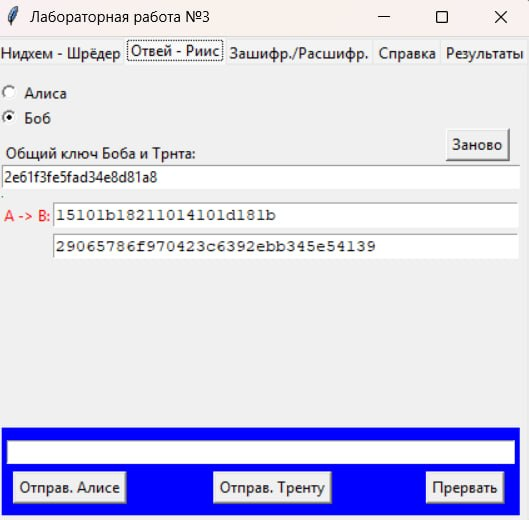 Лабораторная работа №3
Нидхем - Шрёдер Отвей - Риис Зашифр./Расшифр. Справка Результаты
Алиса
Боб
Заново
Общий ключ Боба и Трнта:
2e61f3fe5fad34e8d81a8
A -> B: 15101b18211014101d181b
29065786f970423c6392ebb345e54139
Отправ. Алисе Отправ. Тренту Прервать